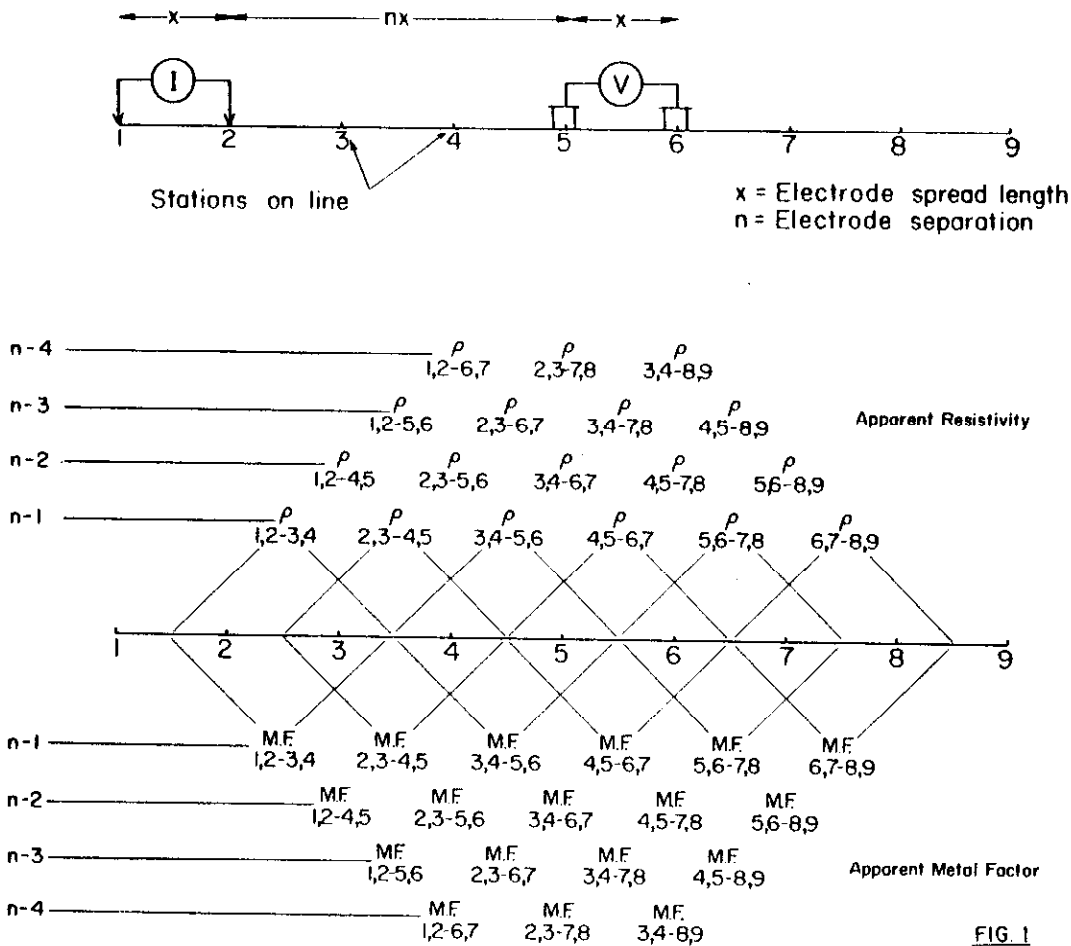 x nx x
I V
1 2 3 4 5 6 7 8 9
Stations on line
x = Electrode spread length
n = Electrode separation
n-4 ρ ρ ρ
1,2-6,7 2,3-7,8 3,4-8,9
n-3 ρ ρ ρ ρ
1,2-5,6 2,3-6,7 3,4-7,8 4,5-8,9 Apparent Resistivity
n-2 ρ ρ ρ ρ ρ
1,2-4,5 2,3-5,6 3,4-6,7 4,5-7,8 5,6-8,9
n-1 ρ ρ ρ ρ ρ ρ
1,2-3,4 2,3-4,5 3,4-5,6 4,5-6,7 5,6-7,8 6,7-8,9
1 2 3 4 5 6 7 8 9
n-1 M.F. M.F. M.F. M.F. M.F. M.F.
1,2-3,4 2,3-4,5 3,4-5,6 4,5-6,7 5,6-7,8 6,7-8,9
n-2 M.F. M.F. M.F. M.F. M.F.
1,2-4,5 2,3-5,6 3,4-6,7 4,5-7,8 5,6-8,9
n-3 M.F. M.F. M.F. M.F.
1,2-5,6 2,3-6,7 3,4-7,8 4,5-8,9 Apparent Metal Factor
n-4 M.F. M.F. M.F.
1,2-6,7 2,3-7,8 3,4-8,9
FIG. 1